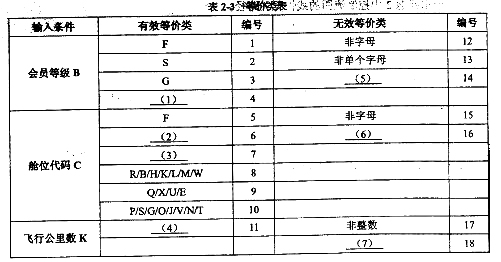 表 2-3 等价类表
输入条件 有效等价类 编号 无效等价类 编号
会员等级 B F 1 非字母 12
S 2 非单个字母 13
G 3 （5） 14
（1） 4
舱位代码 C F 5 非字母 15
（2） 6 （6） 16
（3） 7
R/B/H/K/L/M/W 8
Q/X/U/E 9
P/S/G/O/J/V/N/T 10
飞行公里数 K （4） 11 非整数 17
（7） 18